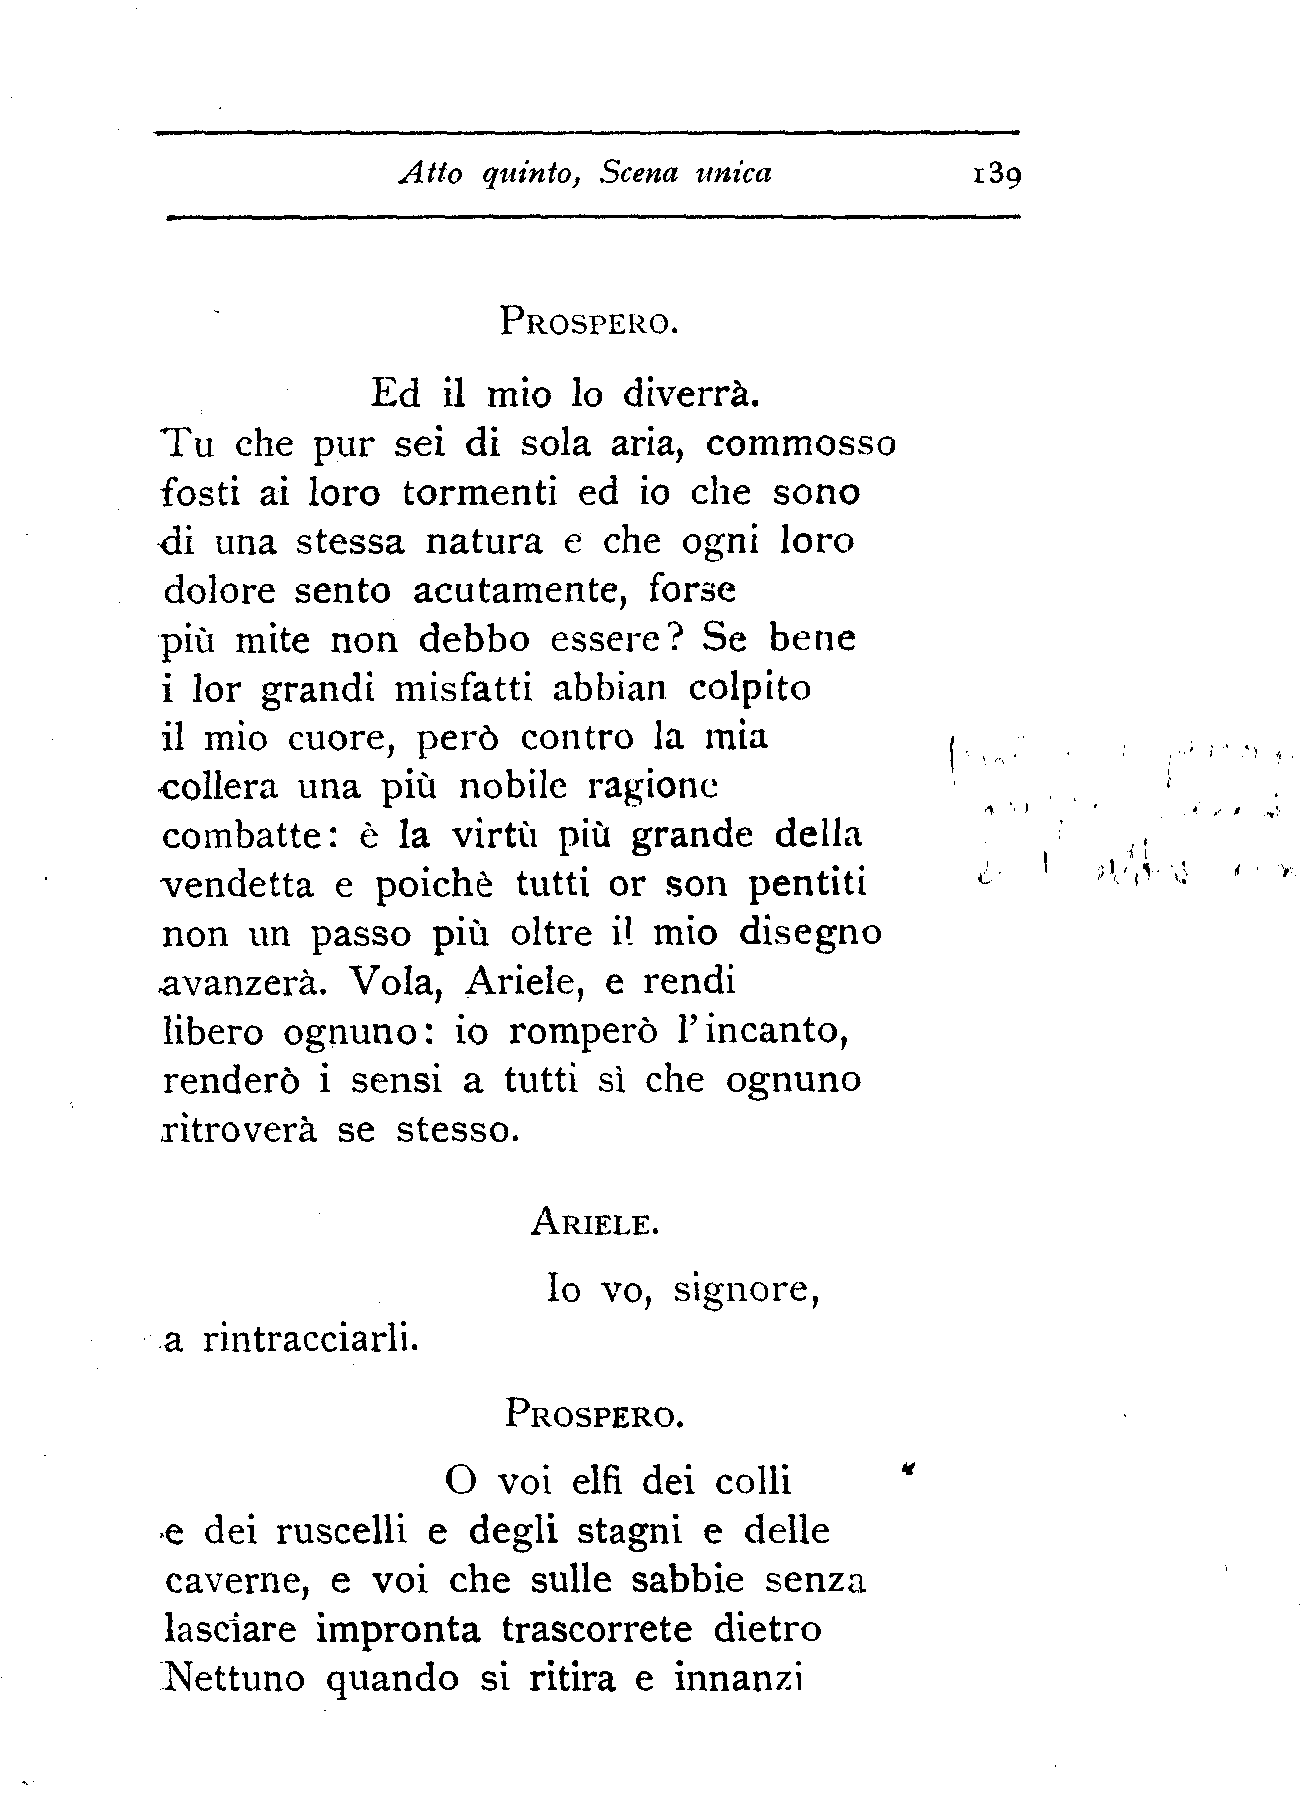 Atto quinto, Scena unica 139
PROSPERO.
Ed il mio lo diverrà.
Tu che pur sei di sola aria, commosso
fosti ai loro tormenti ed io che sono
di una stessa natura e che ogni loro
dolore sento acutamente, forse
più mite non debbo essere? Se bene
i lor grandi misfatti abbian colpito
il mio cuore, però contro la mia
collera una più nobile ragione
combatte: è la virtù più grande della
vendetta e poichè tutti or son pentiti
non un passo più oltre il mio disegno
avanzerà. Vola, Ariele, e rendi
libero ognuno: io romperò l'incanto,
renderò i sensi a tutti sì che ognuno
ritroverà se stesso.
ARIELE.
Io vo, signore,
a rintracciarli.
PROSPERO.
O voi elfi dei colli
e dei ruscelli e degli stagni e delle
caverne, e voi che sulle sabbie senza
lasciare impronta trascorrete dietro
Nettuno quando si ritira e innanzi